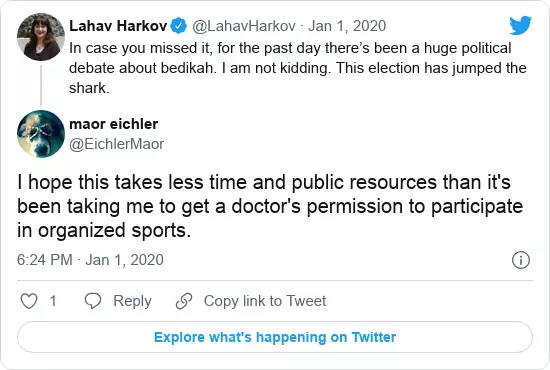 Lahav Harkov @LahavHarkov · Jan 1, 2020
In case you missed it, for the past day there’s been a huge political
debate about bedikah. I am not kidding. This election has jumped the
shark.
maor eichler
@EichlerMaor
I hope this takes less time and public resources than it's
been taking me to get a doctor's permission to participate
in organized sports.
6:24 PM · Jan 1, 2020
1 Reply Copy link to Tweet
Explore what's happening on Twitter